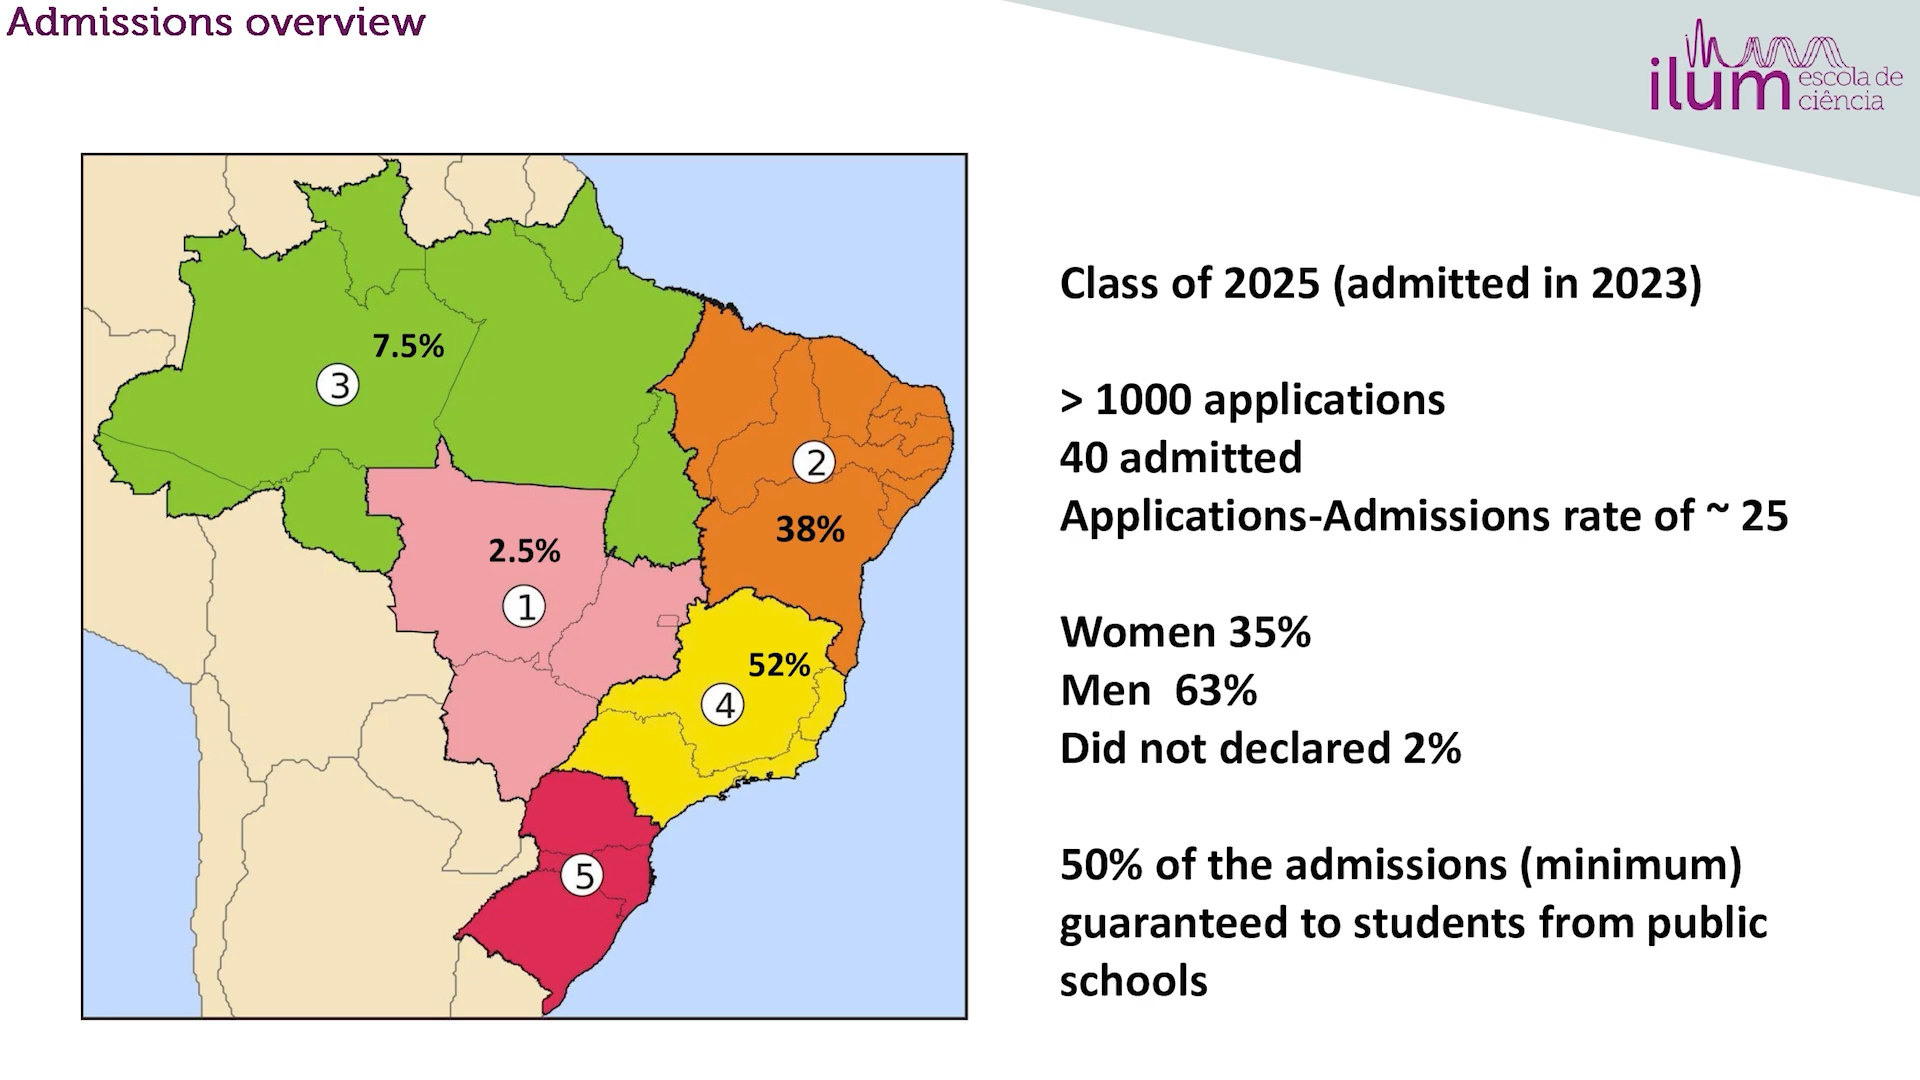 Admissions overview
ilum escola de
ciência
7.5%
3
2
38%
2.5%
1
52%
4
5
Class of 2025 (admitted in 2023)
> 1000 applications
40 admitted
Applications-Admissions rate of ~ 25
Women 35%
Men  63%
Did not declared 2%
50% of the admissions (minimum)
guaranteed to students from public
schools